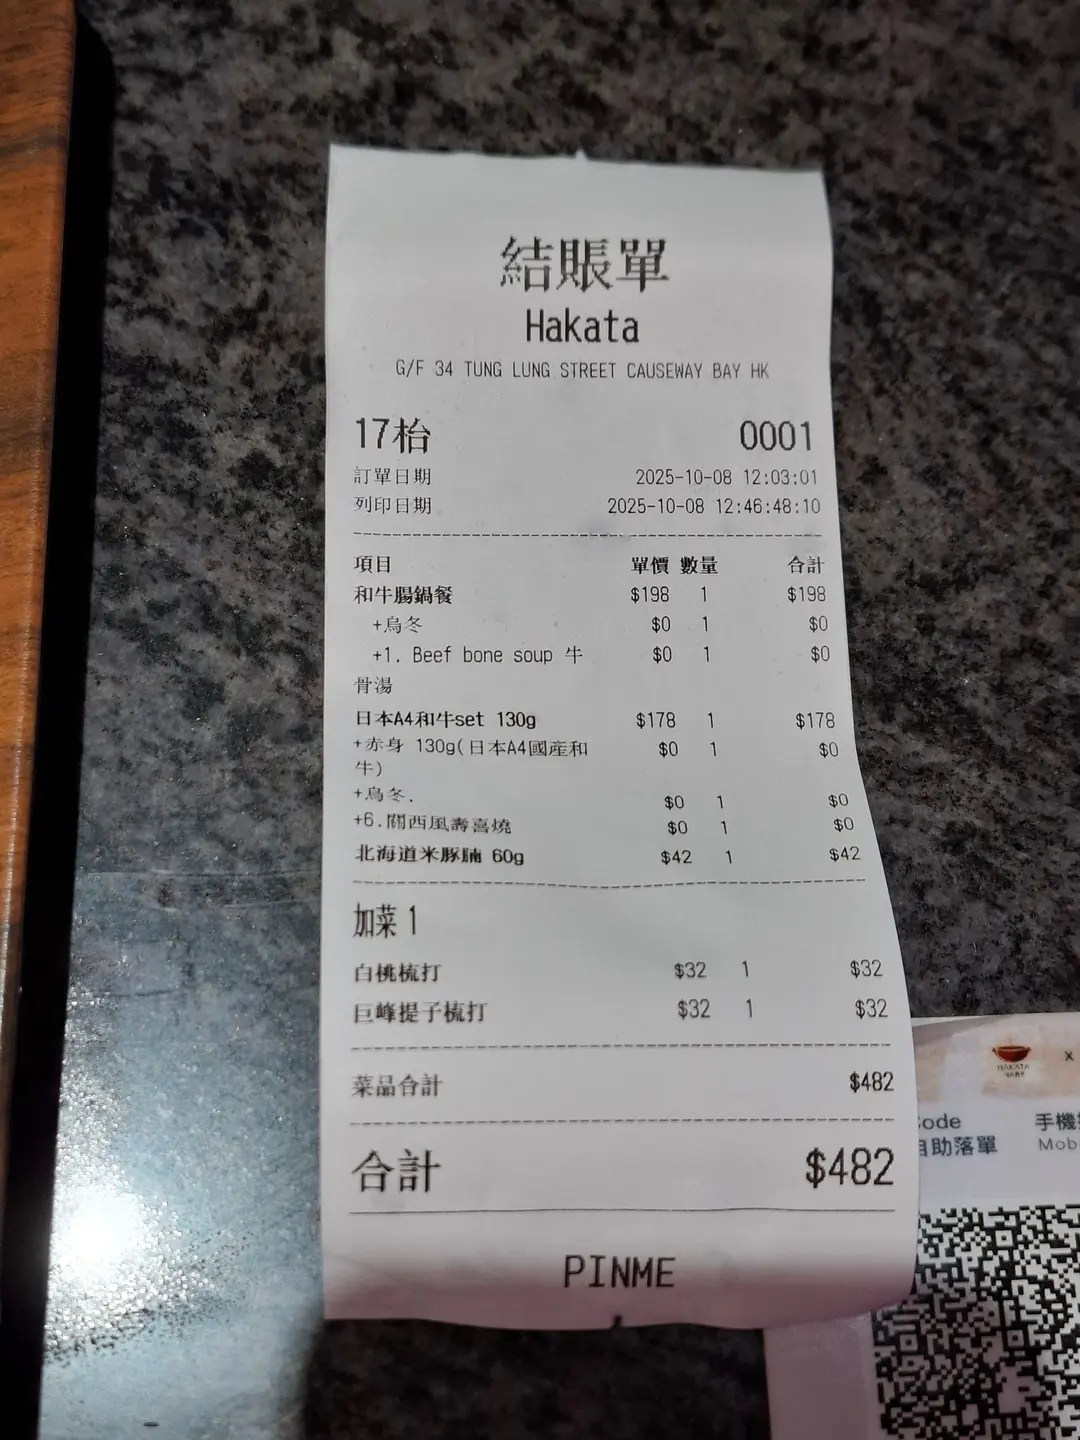 結賬單
Hakata
G/F 34 TUNG LUNG STREET CAUSEWAY BAY HK
17枱 0001
訂單日期 2025-10-08 12:03:01
列印日期 2025-10-08 12:46:48:10
項目 單價 數量 合計
和牛腸鍋餐 $198 1 $198
+烏冬 $0 1 $0
+1. Beef bone soup 牛 $0 1 $0
骨湯
日本A4和牛set 130g $178 1 $178
+赤身 130g(日本A4國産和 $0 1 $0
牛)
+烏冬. $0 1 $0
+6.關西風壽喜燒 $0 1 $0
北海道米豚腩 60g $42 1 $42
加菜 1
白桃梳打 $32 1 $32
巨峰提子梳打 $32 1 $32
菜品合計 $482
合計 $482
PINME
HAKATA
NABE
x
ode
自助落單
手機
Mob